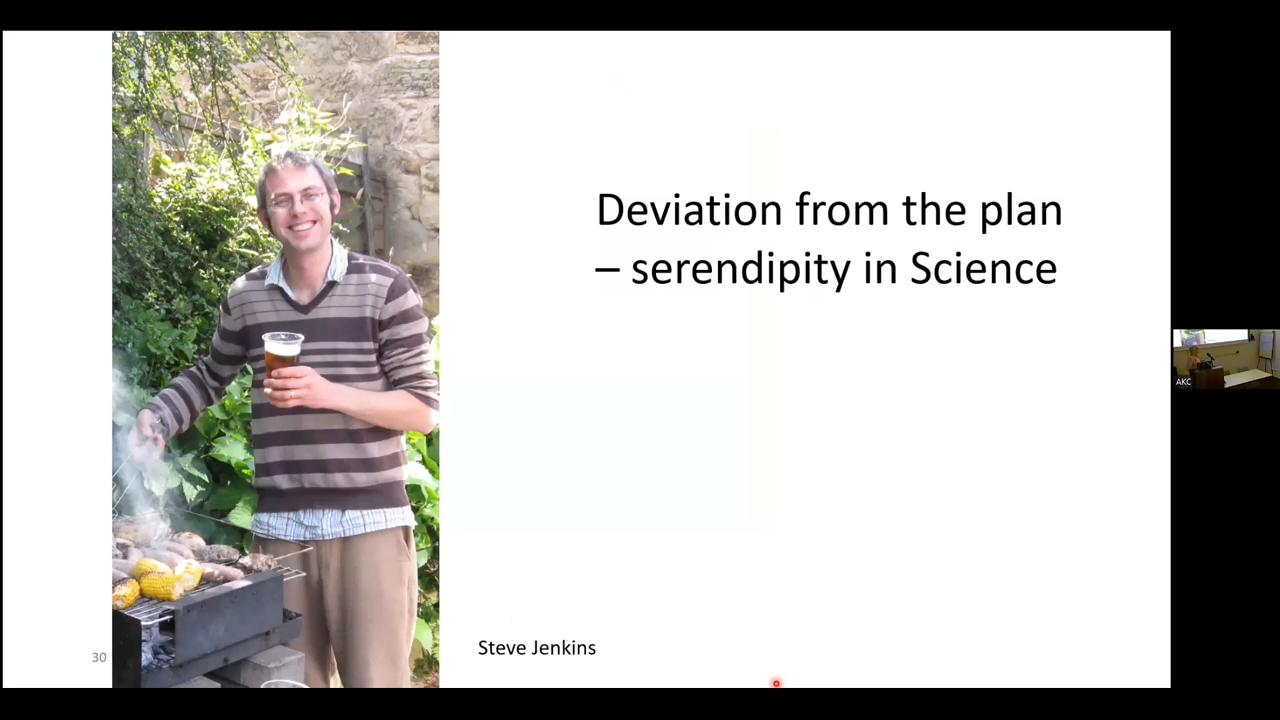 Deviation from the plan
– serendipity in Science
AKC
Steve Jenkins
30